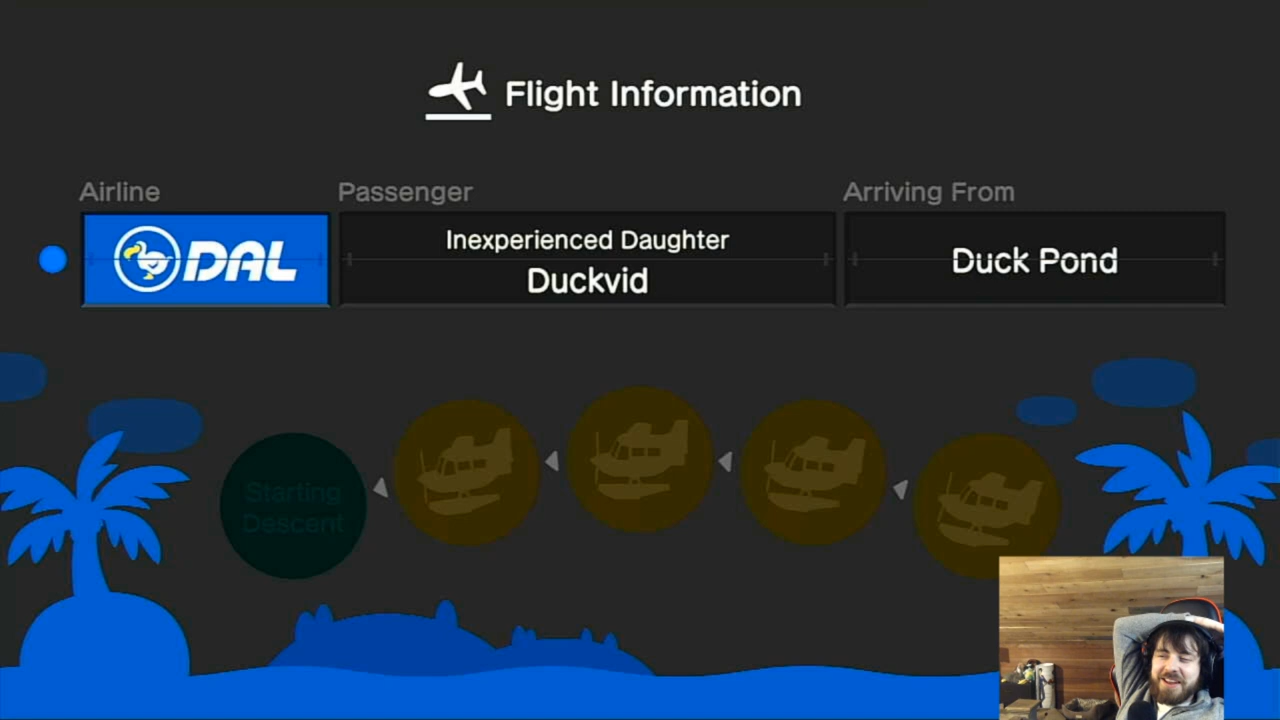 Flight Information
Airline
Passenger
Arriving From
DAL
Inexperienced Daughter
Duckvid
Duck Pond
Starting
Descent